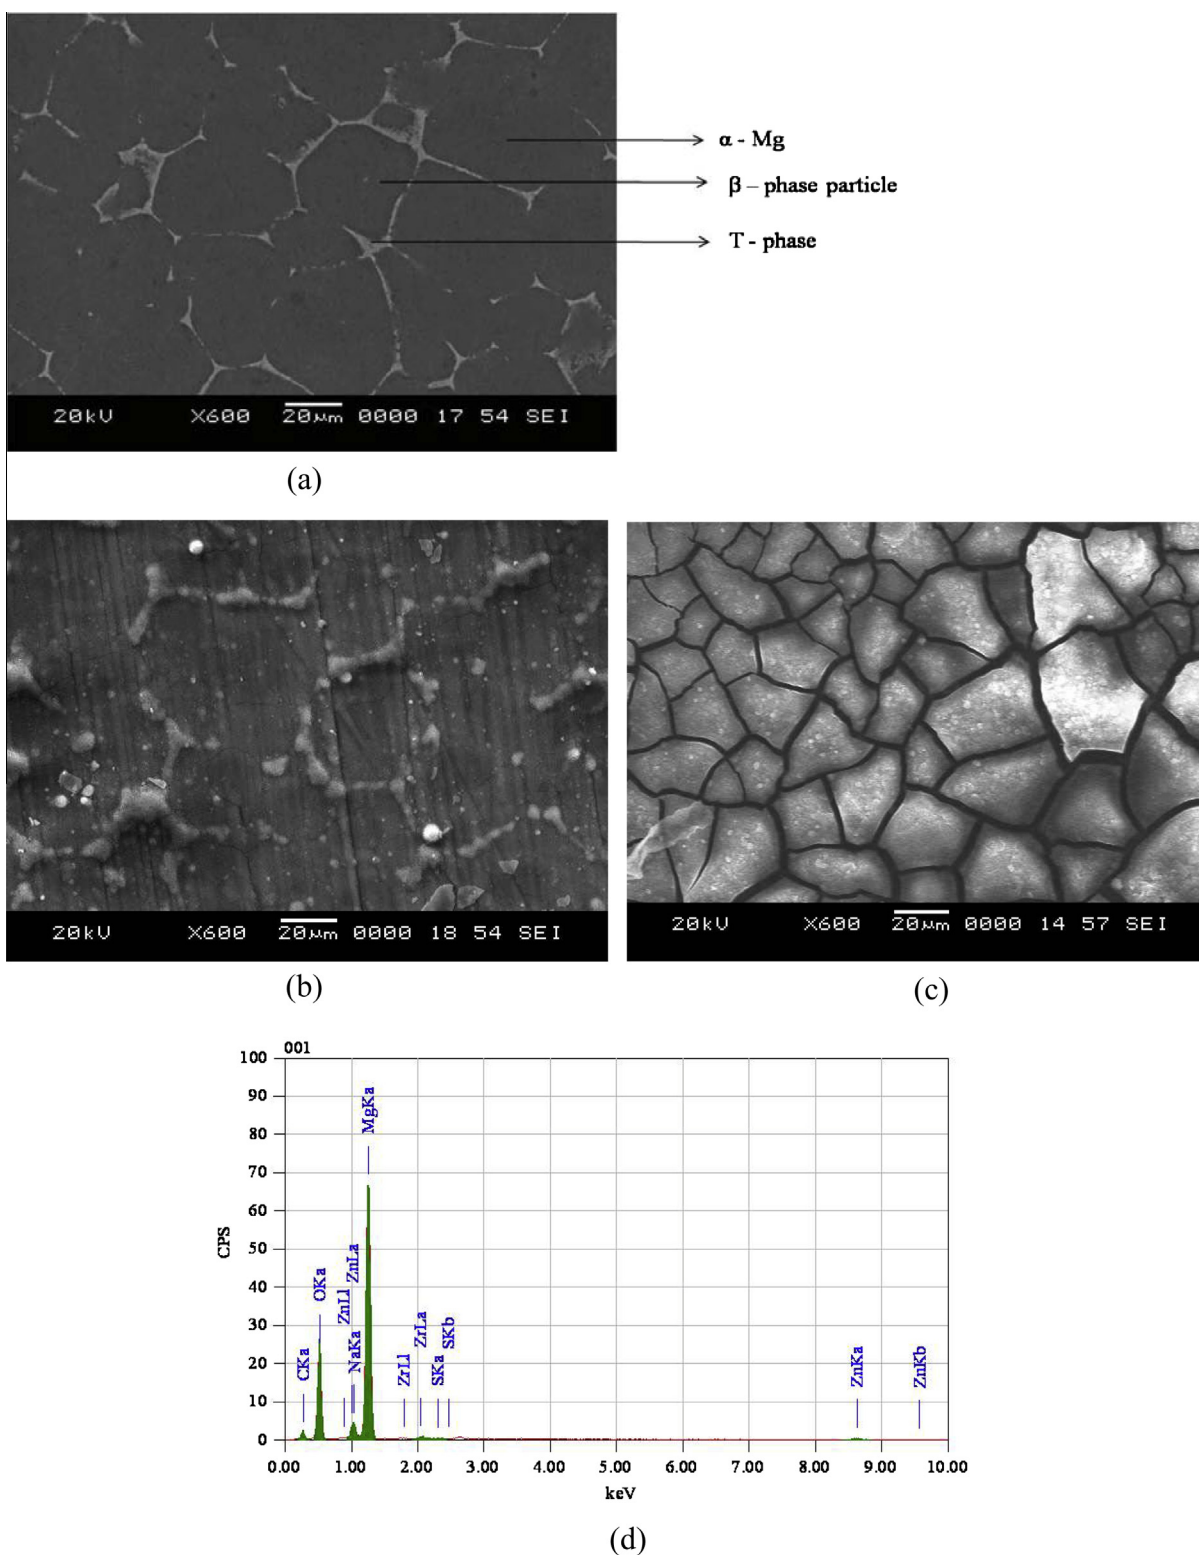 α - Mg
β – phase particle
T - phase
20kV X600 20μm 0000 17 54 SEI
(a)
20kV X600 20μm 0000 18 54 SEI
20kV X600 20μm 0000 14 57 SEI
(b)
(c)
001
100
90
80
70
60
50
40
30
20
10
0
CPS
CKa
OKa
ZnLl
ZnLa
NaKa
MgKa
ZrLl
ZrLa
SKa
SKb
ZnKa
ZnKb
0.00 1.00 2.00 3.00 4.00 5.00 6.00 7.00 8.00 9.00 10.00
keV
(d)